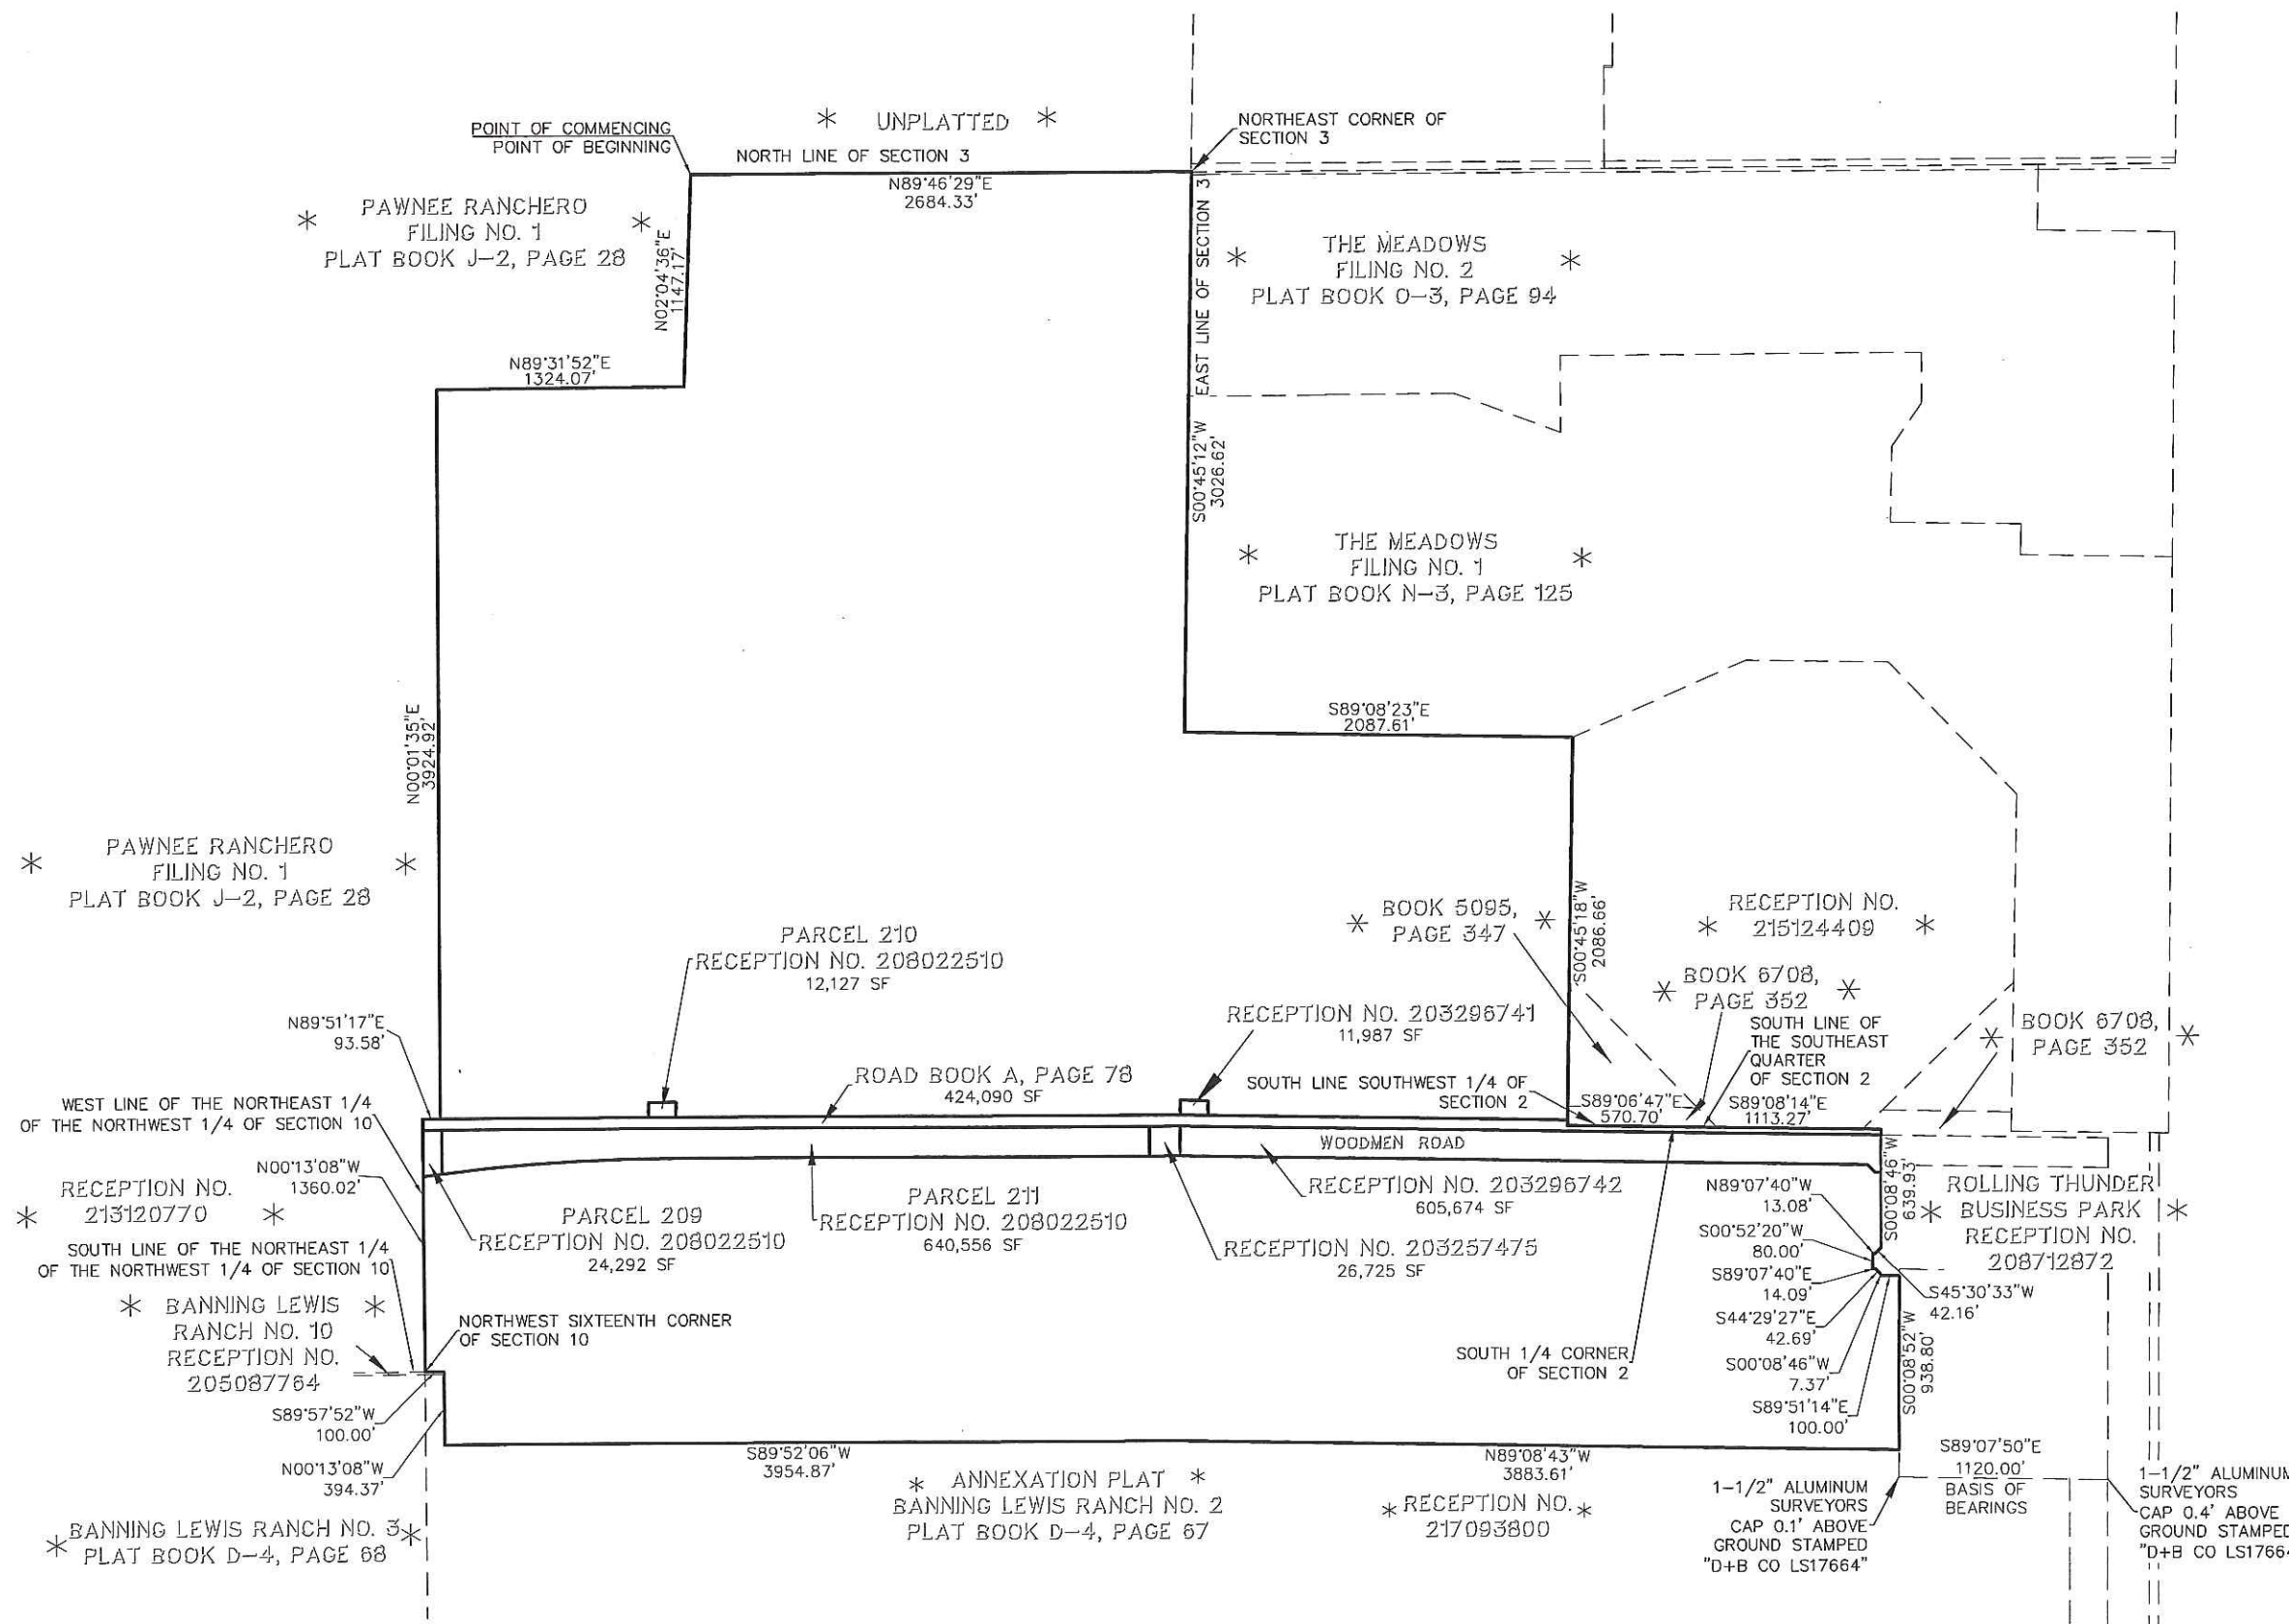 POINT OF COMMENCING
POINT OF BEGINNING
* UNPLATTED *
NORTH LINE OF SECTION 3
NORTHEAST CORNER OF
SECTION 3
N89°46'29"E
2684.33'
* PAWNEE RANCHERO *
FILING NO. 1
PLAT BOOK J-2, PAGE 28
N02°04'36"E
1147.17'
EAST LINE OF SECTION 3
* THE MEADOWS *
FILING NO. 2
PLAT BOOK O-3, PAGE 94
N89°31'52"E
1324.07'
S00°45'12"W
3026.62'
* THE MEADOWS *
FILING NO. 1
PLAT BOOK N-3, PAGE 125
N00°01'35"E
3924.92'
S89°08'23"E
2087.61'
* PAWNEE RANCHERO *
FILING NO. 1
PLAT BOOK J-2, PAGE 28
S00°45'18"W
2086.66'
* BOOK 5095, *
PAGE 347
RECEPTION NO.
* 215124409 *
PARCEL 210
RECEPTION NO. 208022510
12,127 SF
BOOK 6708,
* PAGE 352 *
RECEPTION NO. 203296741
11,987 SF
SOUTH LINE OF
THE SOUTHEAST
QUARTER
OF SECTION 2
* BOOK 6708, *
PAGE 352
N89°51'17"E
93.58'
ROAD BOOK A, PAGE 78
424,090 SF
SOUTH LINE SOUTHWEST 1/4 OF
SECTION 2
S89°06'47"E
570.70'
S89°08'14"E
1113.27'
WEST LINE OF THE NORTHEAST 1/4
OF THE NORTHWEST 1/4 OF SECTION 10
WOODMEN ROAD
S00°08'46"W
639.93'
N00°13'08"W
1360.02'
RECEPTION NO.
* 213120770 *
PARCEL 209
RECEPTION NO. 208022510
24,292 SF
PARCEL 211
RECEPTION NO. 208022510
640,556 SF
RECEPTION NO. 203296742
605,674 SF
RECEPTION NO. 203257475
26,725 SF
N89°07'40"W
13.08'
S00°52'20"W
80.00'
S89°07'40"E
14.09'
S44°29'27"E
42.69'
S00°08'46"W
7.37'
S89°51'14"E
100.00'
ROLLING THUNDER
* BUSINESS PARK *
RECEPTION NO.
208712872
S45°30'33"W
42.16'
S00°08'52"W
938.80'
SOUTH LINE OF THE NORTHEAST 1/4
OF THE NORTHWEST 1/4 OF SECTION 10
* BANNING LEWIS *
RANCH NO. 10
RECEPTION NO.
205087764
NORTHWEST SIXTEENTH CORNER
OF SECTION 10
SOUTH 1/4 CORNER
OF SECTION 2
S89°57'52"W
100.00'
N00°13'08"W
394.37'
S89°52'06"W
3954.87'
N89°08'43"W
3883.61'
S89°07'50"E
1120.00'
BASIS OF
BEARINGS
* ANNEXATION PLAT *
BANNING LEWIS RANCH NO. 2
PLAT BOOK D-4, PAGE 67
* RECEPTION NO. *
217093800
* BANNING LEWIS RANCH NO. 3 *
PLAT BOOK D-4, PAGE 68
1-1/2" ALUMINUM
SURVEYORS
CAP 0.1' ABOVE
GROUND STAMPED
"D+B CO LS17664"
1-1/2" ALUMINUM
SURVEYORS
CAP 0.4' ABOVE
GROUND STAMPED
"D+B CO LS1766